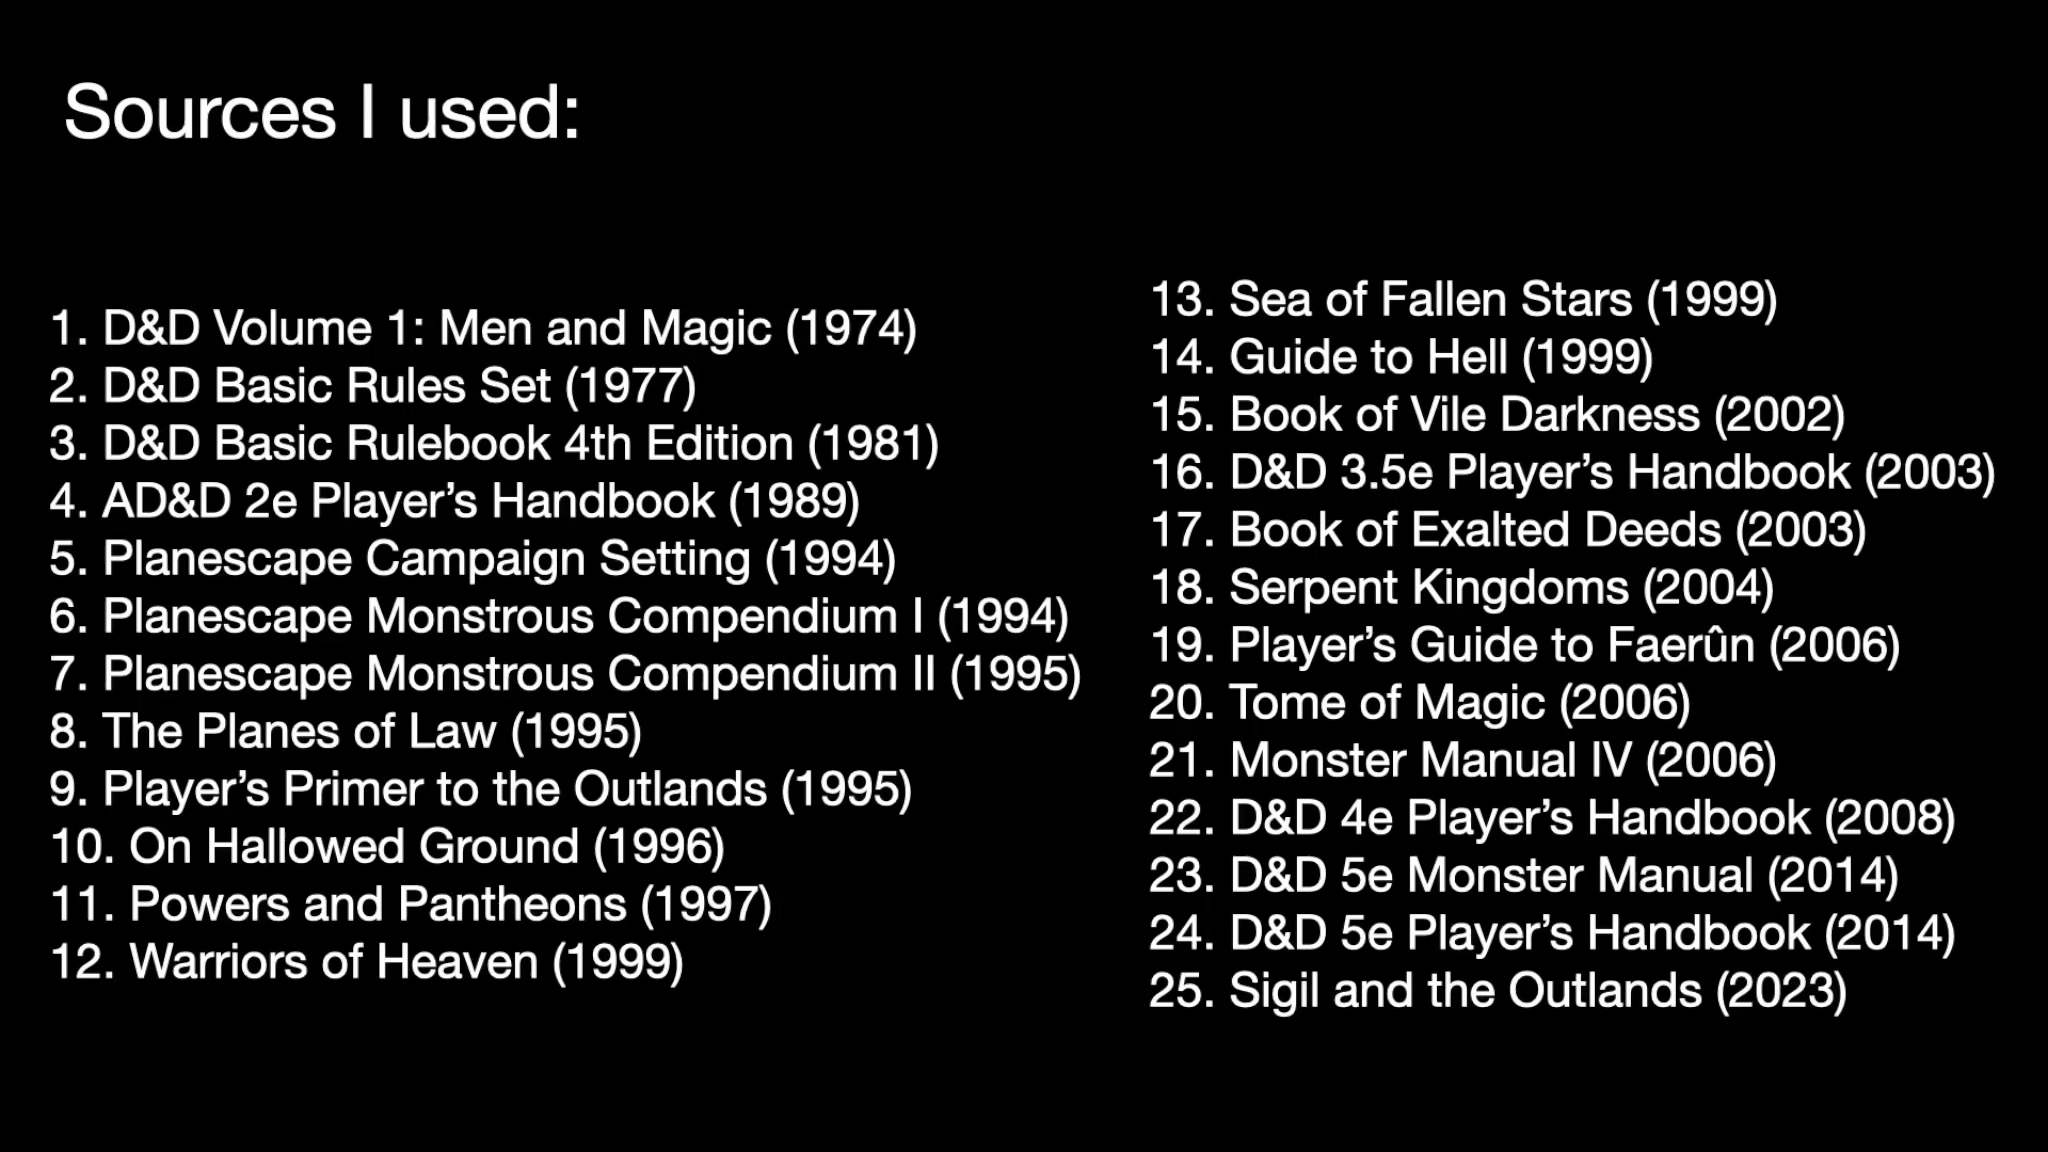 Sources I used:
1. D&D Volume 1: Men and Magic (1974)
2. D&D Basic Rules Set (1977)
3. D&D Basic Rulebook 4th Edition (1981)
4. AD&D 2e Player’s Handbook (1989)
5. Planescape Campaign Setting (1994)
6. Planescape Monstrous Compendium I (1994)
7. Planescape Monstrous Compendium II (1995)
8. The Planes of Law (1995)
9. Player’s Primer to the Outlands (1995)
10. On Hallowed Ground (1996)
11. Powers and Pantheons (1997)
12. Warriors of Heaven (1999)
13. Sea of Fallen Stars (1999)
14. Guide to Hell (1999)
15. Book of Vile Darkness (2002)
16. D&D 3.5e Player’s Handbook (2003)
17. Book of Exalted Deeds (2003)
18. Serpent Kingdoms (2004)
19. Player’s Guide to Faerûn (2006)
20. Tome of Magic (2006)
21. Monster Manual IV (2006)
22. D&D 4e Player’s Handbook (2008)
23. D&D 5e Monster Manual (2014)
24. D&D 5e Player’s Handbook (2014)
25. Sigil and the Outlands (2023)